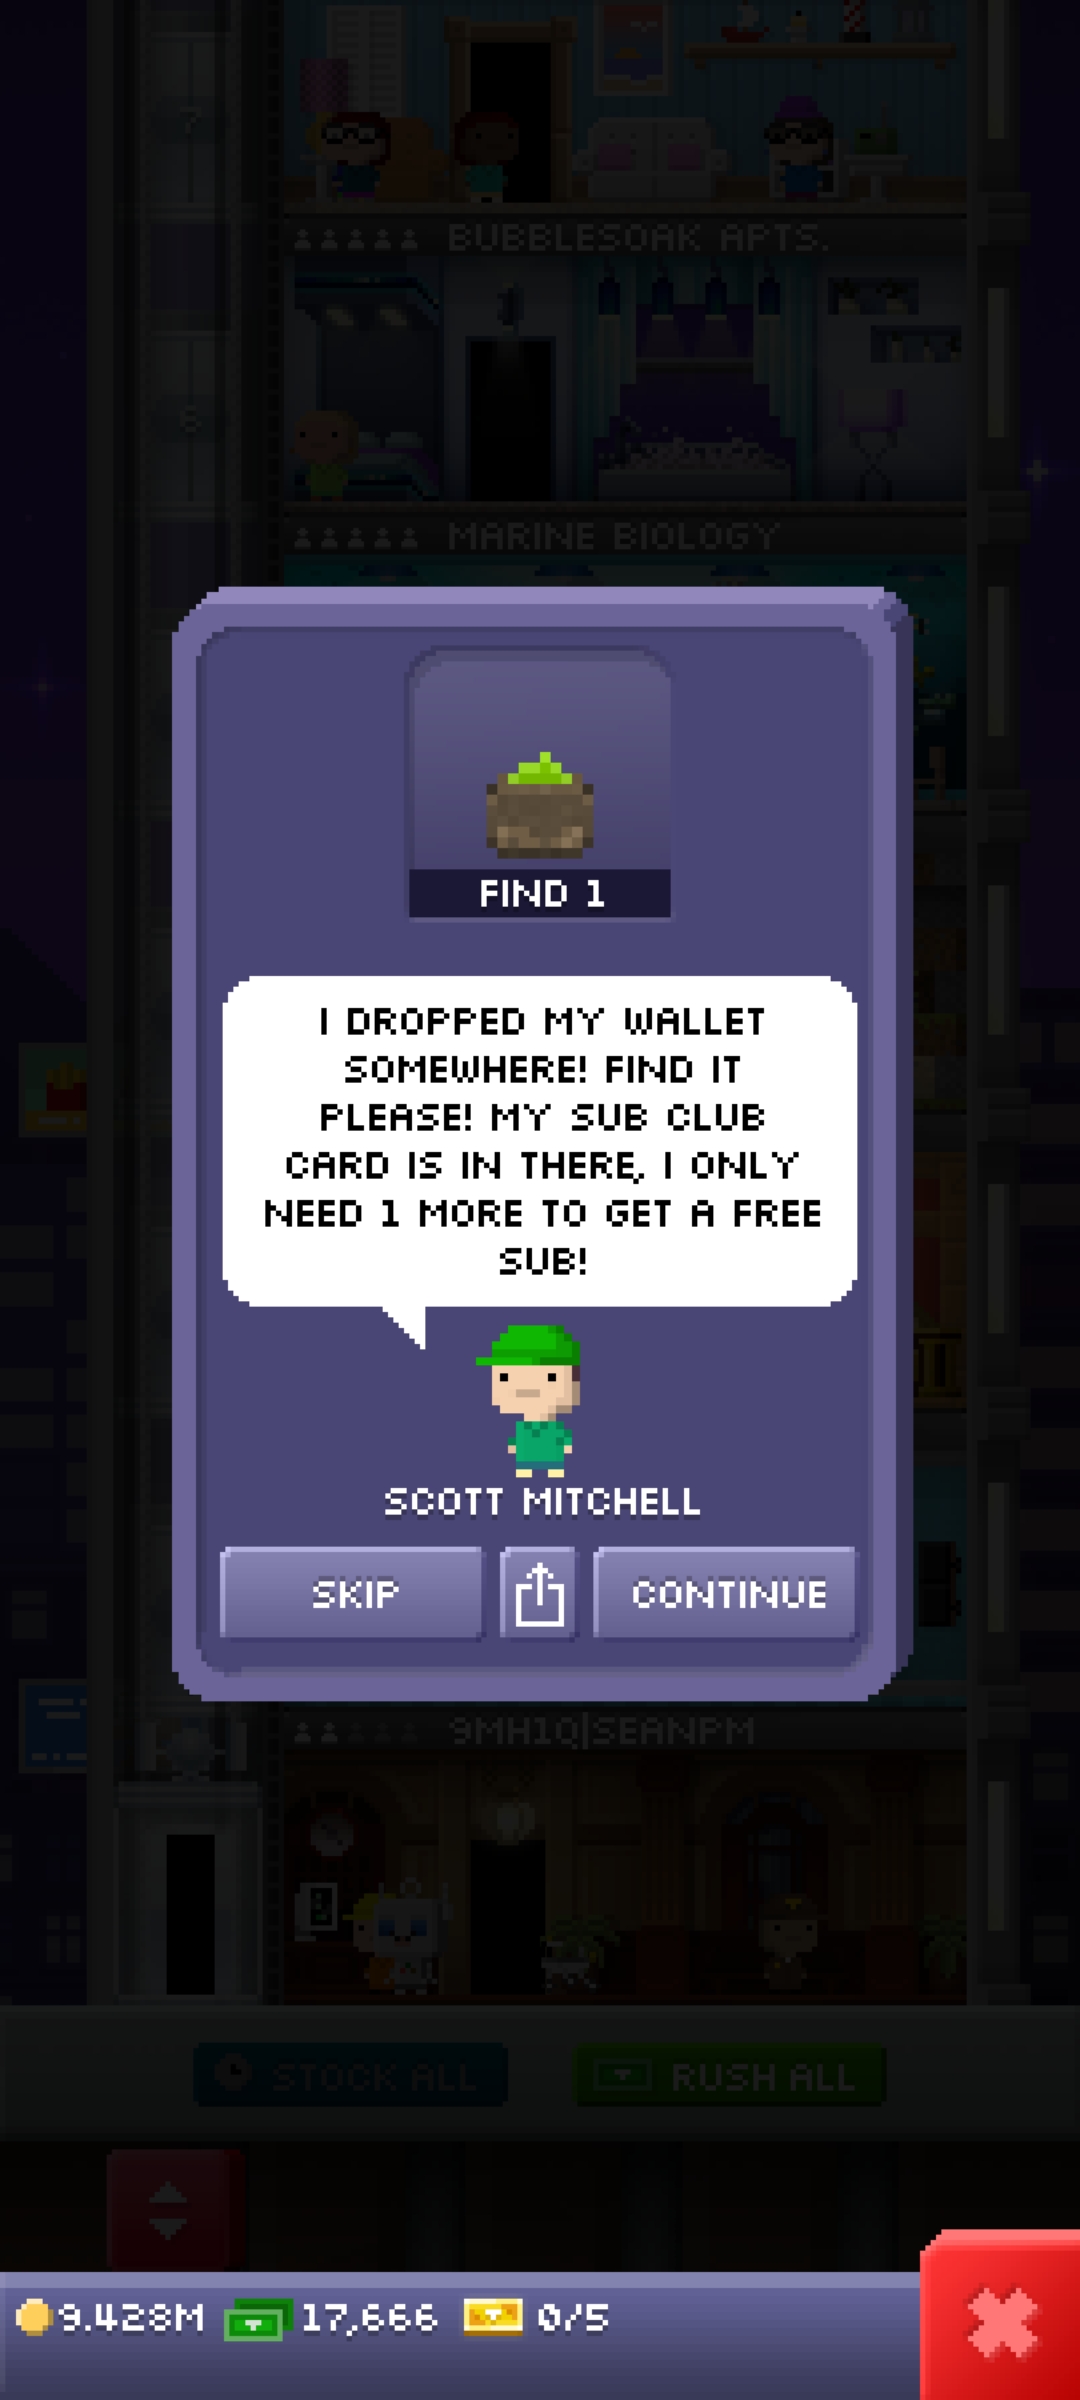 7
BUBBLESOAK APTS.
6
MARINE BIOLOGY
FIND 1
I DROPPED MY WALLET
SOMEWHERE! FIND IT
PLEASE! MY SUB CLUB
CARD IS IN THERE, I ONLY
NEED 1 MORE TO GET A FREE
SUB!
SCOTT MITCHELL
SKIP
CONTINUE
9MH1Q|SEANPM
STOCK ALL
RUSH ALL
9.428M
17,666
0/5